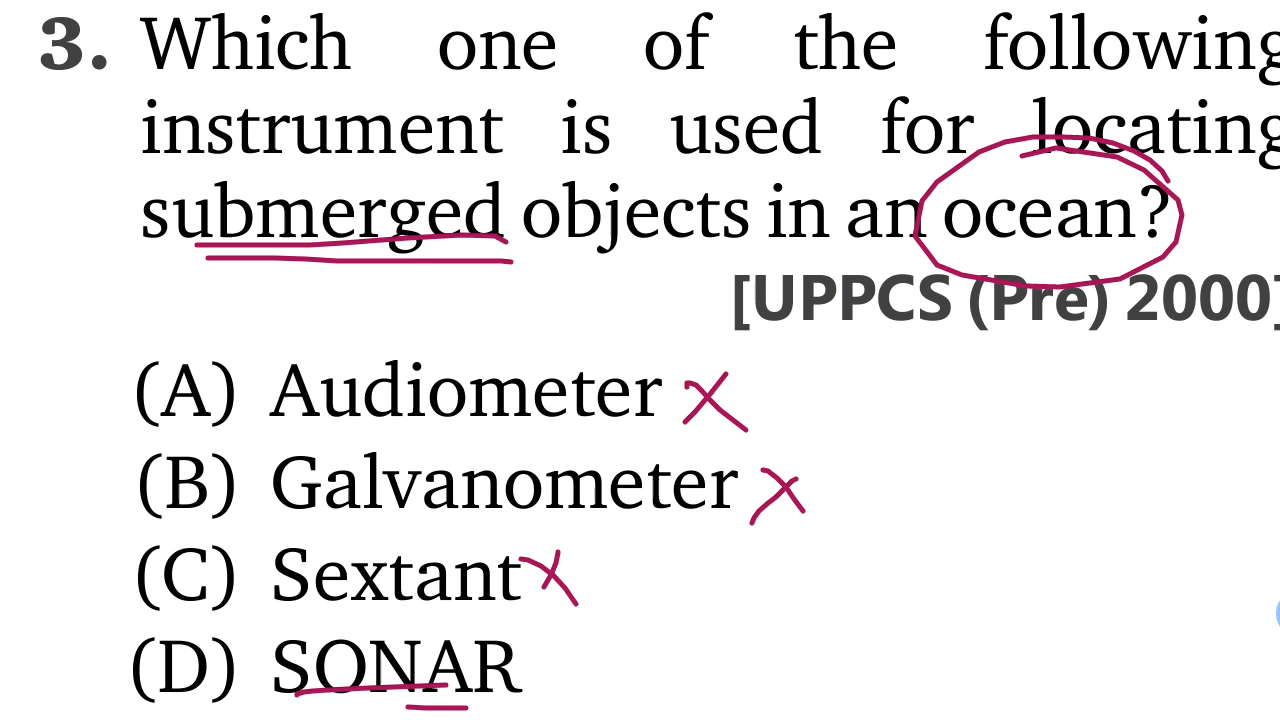 3. Which one of the following
instrument is used for locating
submerged objects in an ocean?
[UPPCS (Pre) 2000]
(A) Audiometer
(B) Galvanometer
(C) Sextant
(D) SONAR